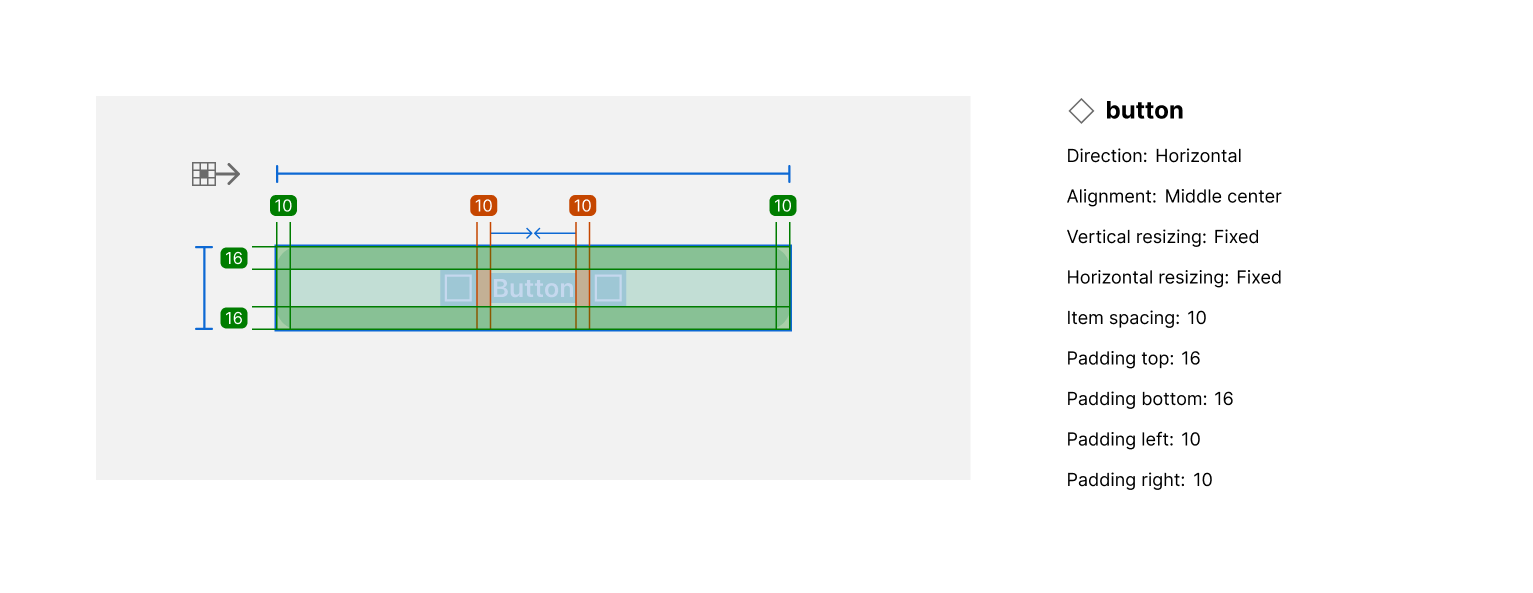 10
10
10
10
16
16
Button
button
Direction: Horizontal
Alignment: Middle center
Vertical resizing: Fixed
Horizontal resizing: Fixed
Item spacing: 10
Padding top: 16
Padding bottom: 16
Padding left: 10
Padding right: 10